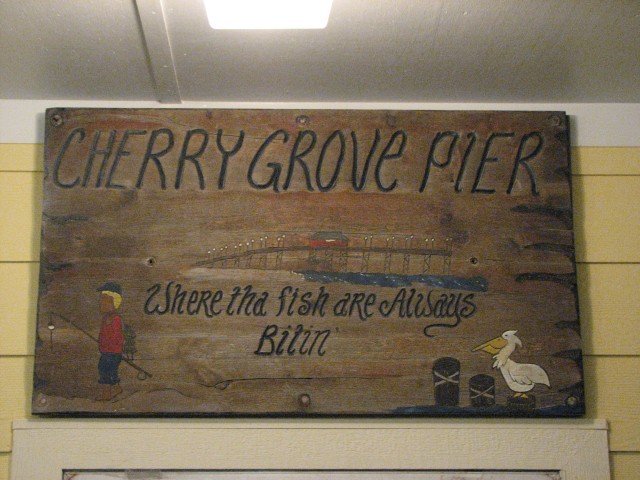 CHERRY GROVE PIER
Where tha fish are Always
Bitin'